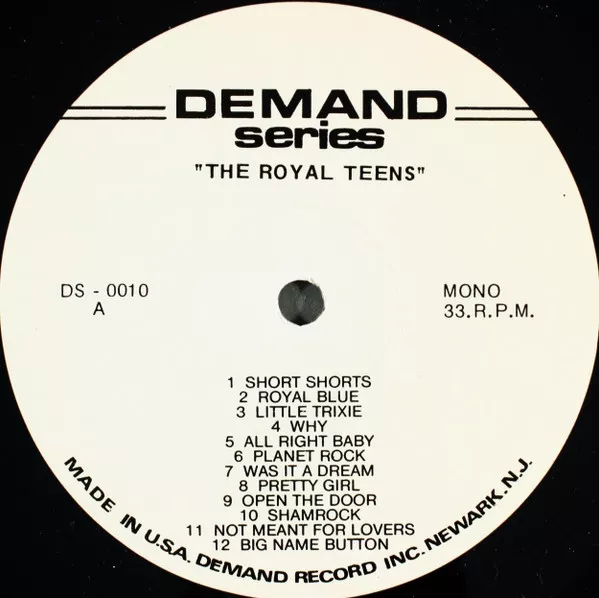 DEMAND
series
"THE ROYAL TEENS"
DS - 0010
A
MONO
33.R.P.M.
1 SHORT SHORTS
2 ROYAL BLUE
3 LITTLE TRIXIE
4 WHY
5 ALL RIGHT BABY
6 PLANET ROCK
7 WAS IT A DREAM
8 PRETTY GIRL
9 OPEN THE DOOR
10 SHAMROCK
11 NOT MEANT FOR LOVERS
12 BIG NAME BUTTON
MADE IN U.S.A. DEMAND RECORD INC. NEWARK. N.J.